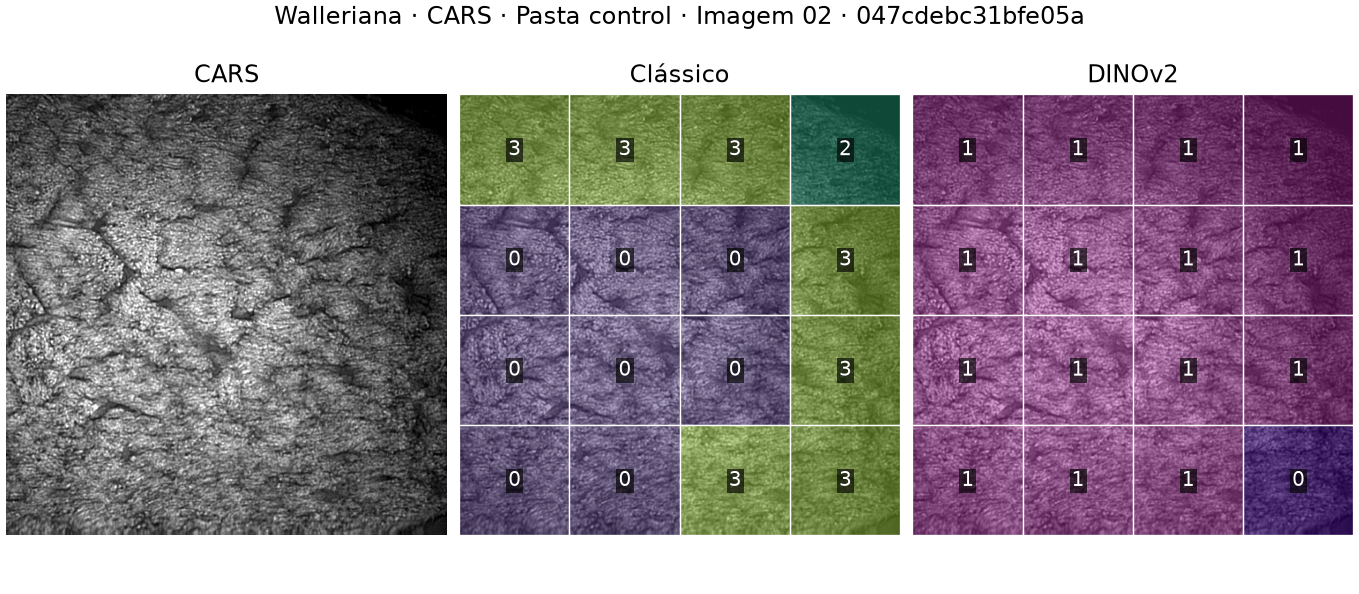 Walleriana · CARS · Pasta control · Imagem 02 · 047cdebc31bfe05a
CARS
Clássico
DINOv2
3 3 3 2
1 1 1 1
0 0 0 3
1 1 1 1
0 0 0 3
1 1 1 1
0 0 3 3
1 1 1 0